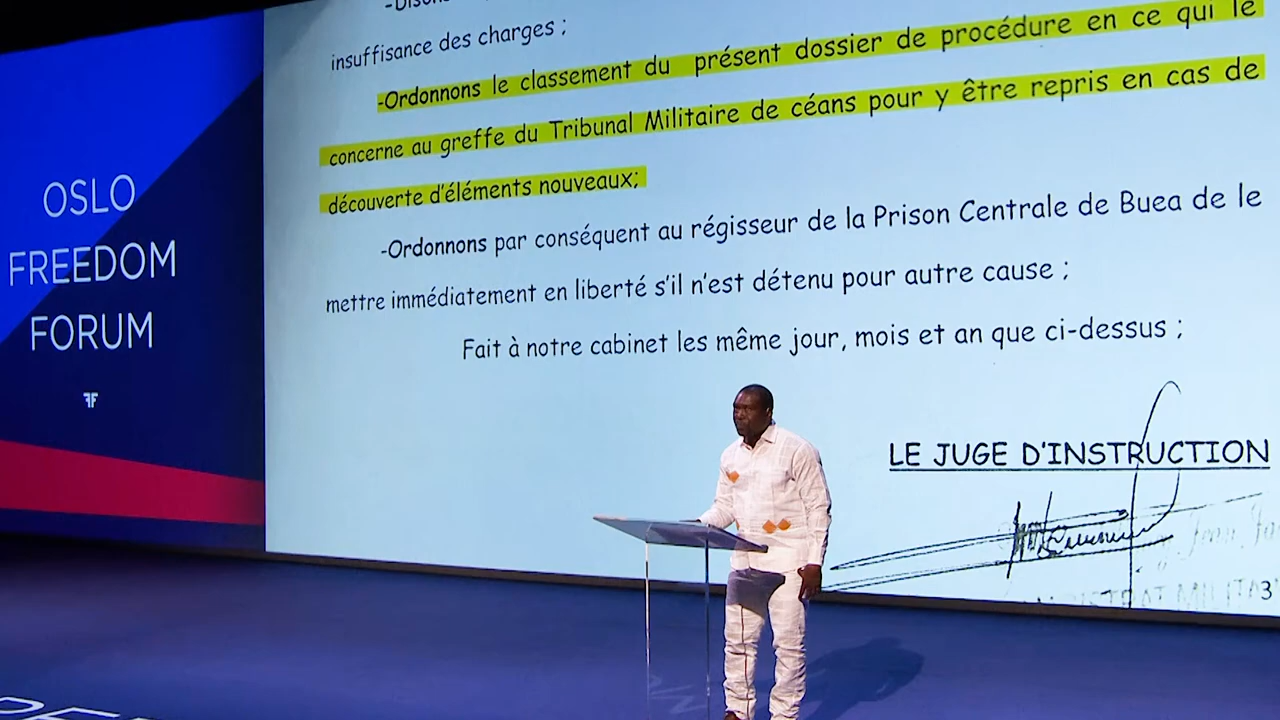 OSLO
FREEDOM
FORUM
insuffisance des charges ;
-Ordonnons le classement du présent dossier de procédure en ce qui le
concerne au greffe du Tribunal Militaire de céans pour y être repris en cas de
découverte d'éléments nouveaux;
-Ordonnons par conséquent au régisseur de la Prison Centrale de Buea de le
mettre immédiatement en liberté s'il n'est détenu pour autre cause ;
Fait à notre cabinet les même jour, mois et an que ci-dessus ;
LE JUGE D'INSTRUCTION
3